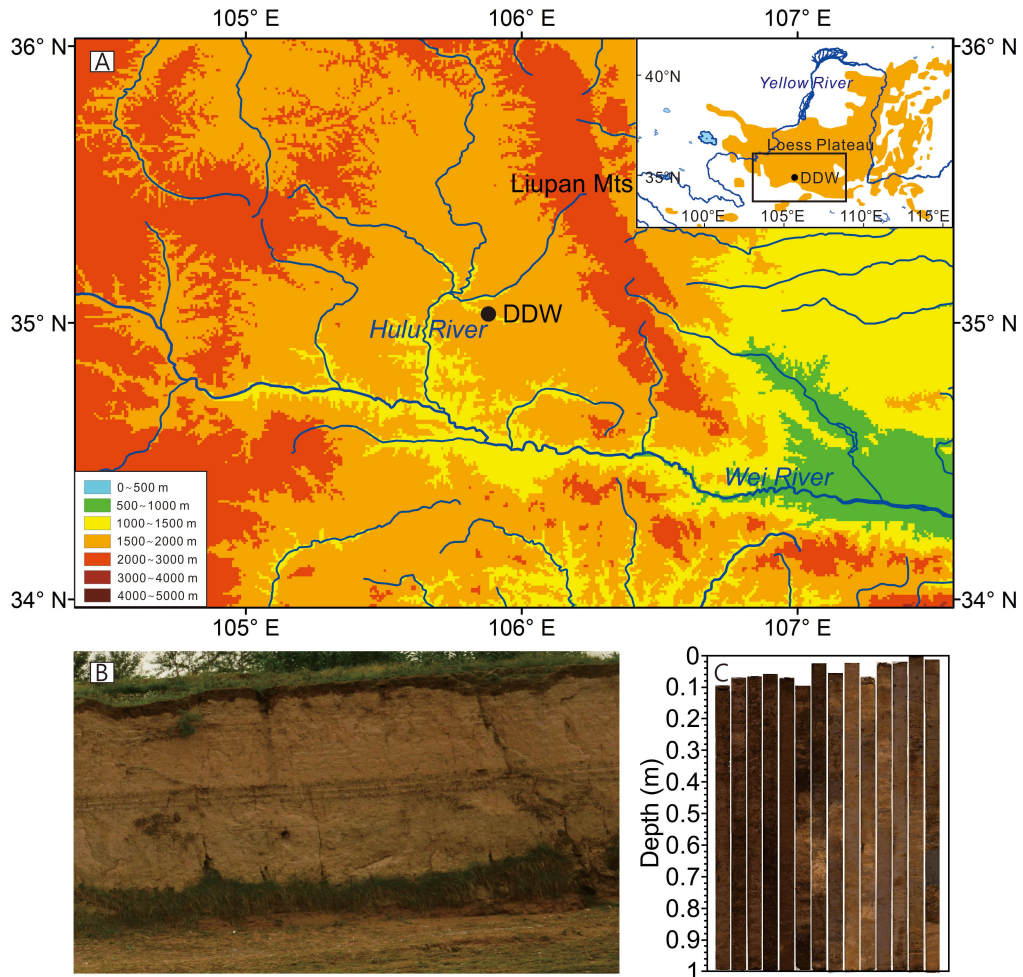 105° E 106° E 107° E
36° N 36° N
A
40°N
Yellow River
Loess Plateau
35°N
DDW
100°E 105°E 110°E 115°E
Liupan Mts
35° N 35° N
DDW
Hulu River
Wei River
0~500 m
500~1000 m
1000~1500 m
1500~2000 m
2000~3000 m
3000~4000 m
4000~5000 m
34° N 34° N
105° E 106° E 107° E
B
C
Depth (m)
0
0.1
0.2
0.3
0.4
0.5
0.6
0.7
0.8
0.9
1